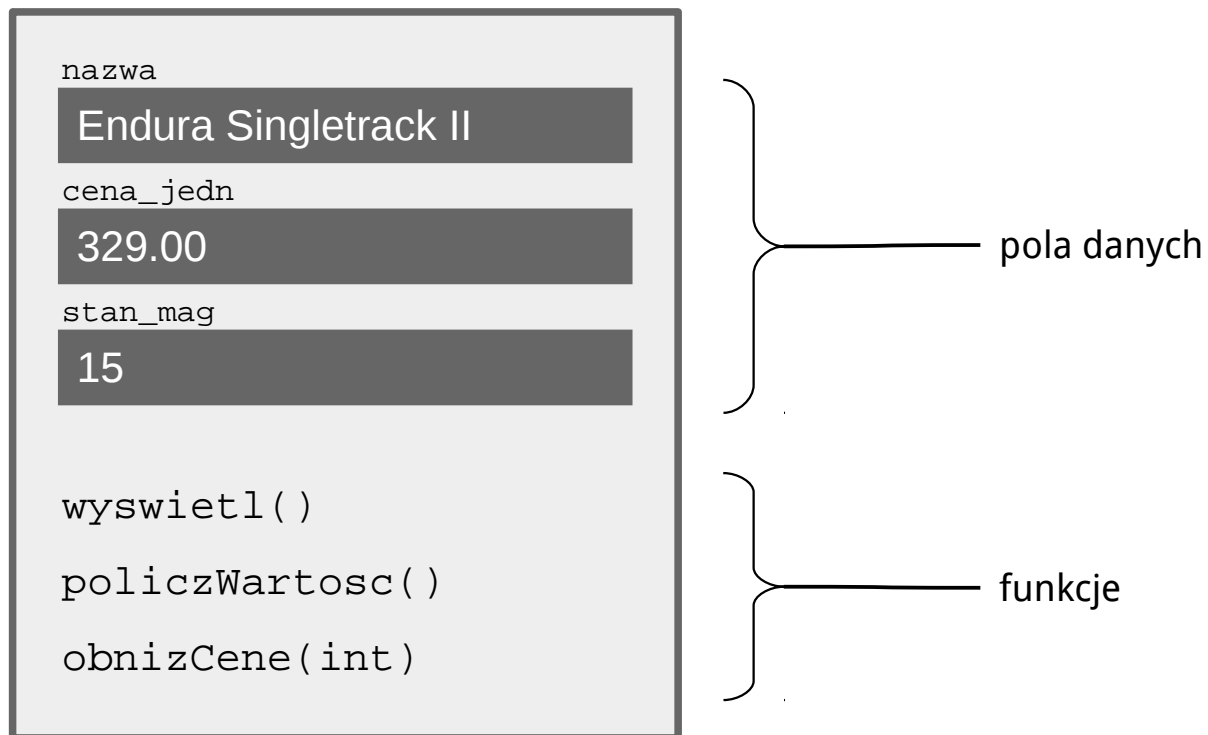 nazwa
Endura Singletrack II
cena_jedn
329.00
stan_mag
15
pola danych
wyswietl()
policzWartosc()
obnizCene(int)
funkcje